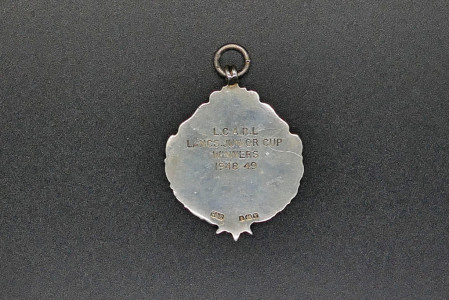 L.C.A.D.L
LANCS JUNIOR CUP
WINNERS
1948-49